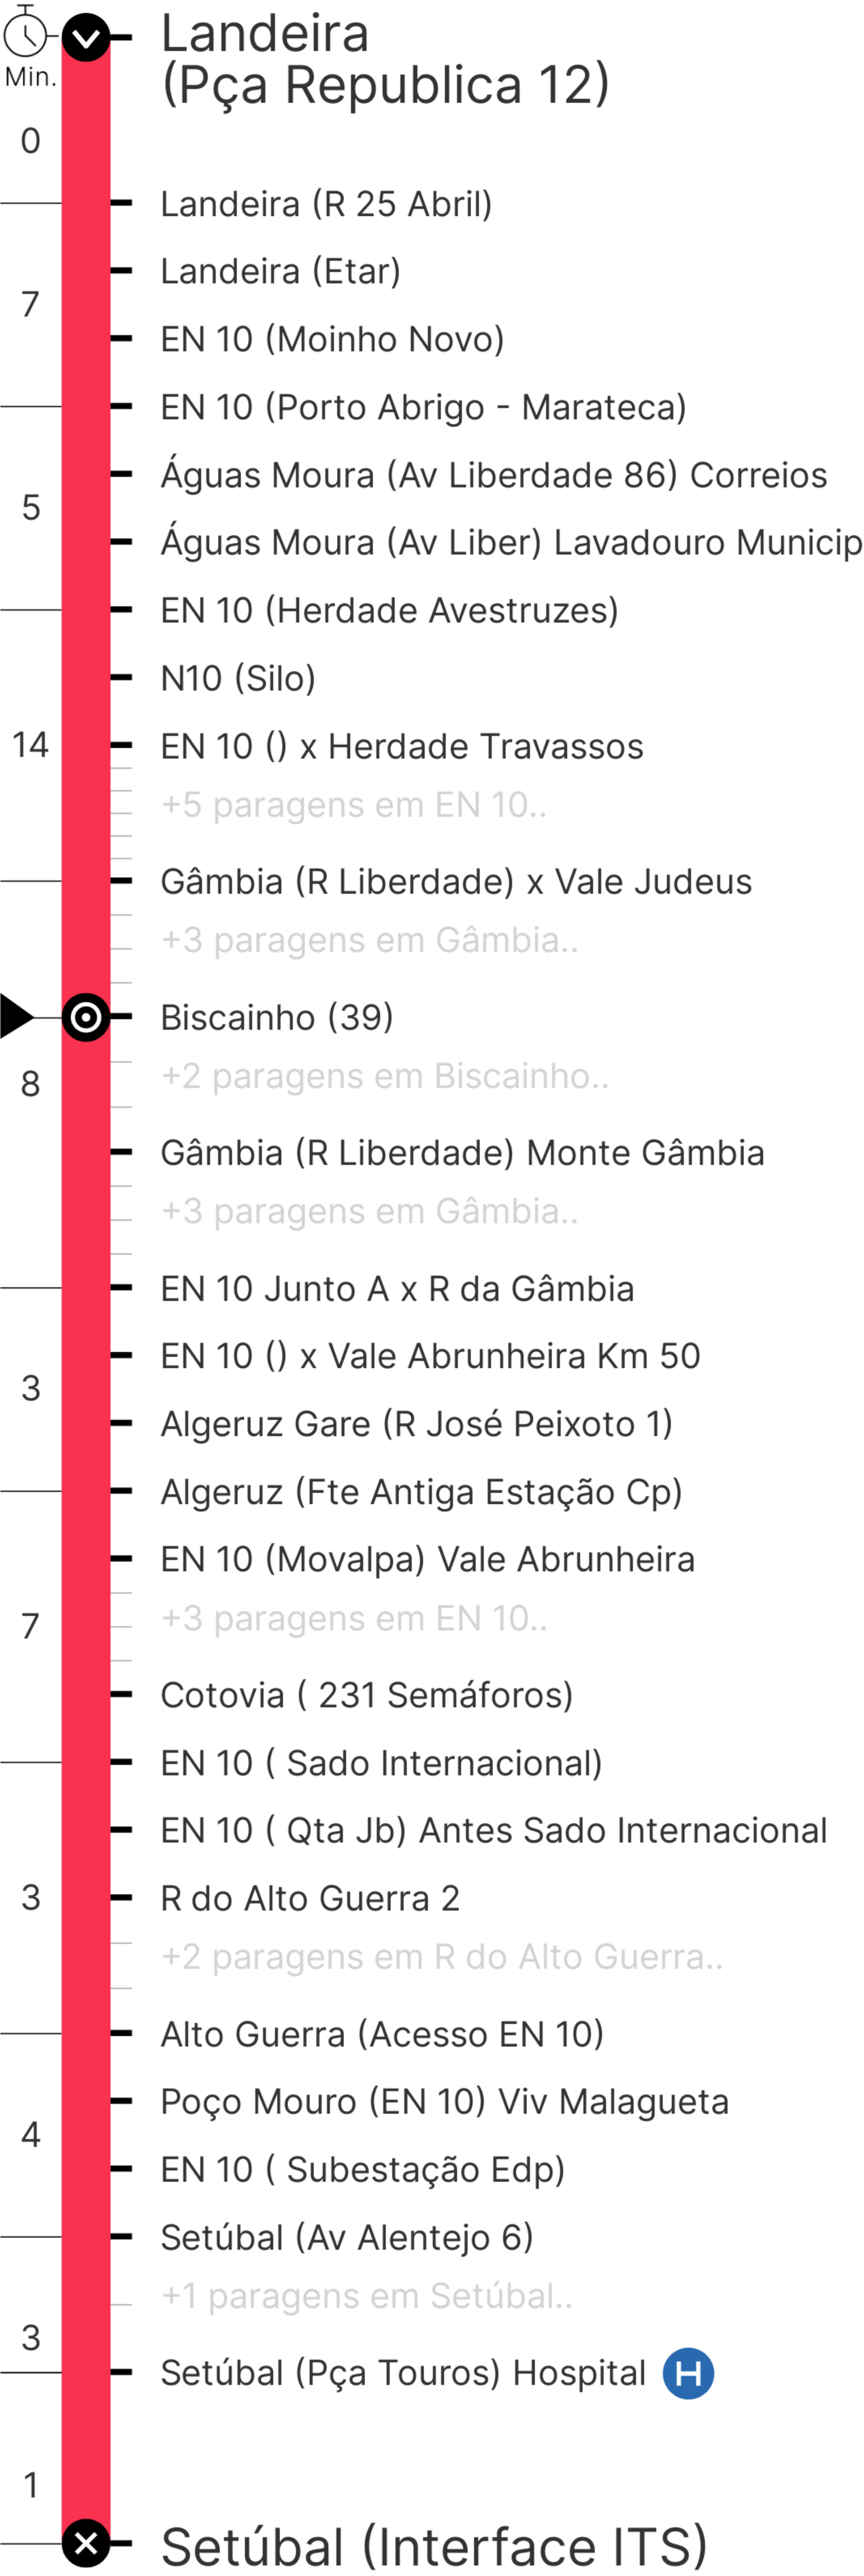 Landeira
(Pça Republica 12)
Min.
0
Landeira (R 25 Abril)
Landeira (Etar)
7
EN 10 (Moinho Novo)
EN 10 (Porto Abrigo - Marateca)
Águas Moura (Av Liberdade 86) Correios
5
Águas Moura (Av Liber) Lavadouro Municip
EN 10 (Herdade Avestruzes)
N10 (Silo)
14
EN 10 () x Herdade Travassos
+5 paragens em EN 10..
Gâmbia (R Liberdade) x Vale Judeus
+3 paragens em Gâmbia..
Biscainho (39)
+2 paragens em Biscainho..
8
Gâmbia (R Liberdade) Monte Gâmbia
+3 paragens em Gâmbia..
EN 10 Junto A x R da Gâmbia
EN 10 () x Vale Abrunheira Km 50
3
Algeruz Gare (R José Peixoto 1)
Algeruz (Fte Antiga Estação Cp)
EN 10 (Movalpa) Vale Abrunheira
+3 paragens em EN 10..
7
Cotovia ( 231 Semáforos)
EN 10 ( Sado Internacional)
EN 10 ( Qta Jb) Antes Sado Internacional
3
R do Alto Guerra 2
+2 paragens em R do Alto Guerra..
Alto Guerra (Acesso EN 10)
Poço Mouro (EN 10) Viv Malagueta
4
EN 10 ( Subestação Edp)
Setúbal (Av Alentejo 6)
+1 paragens em Setúbal..
3
Setúbal (Pça Touros) Hospital H
1
Setúbal (Interface ITS)